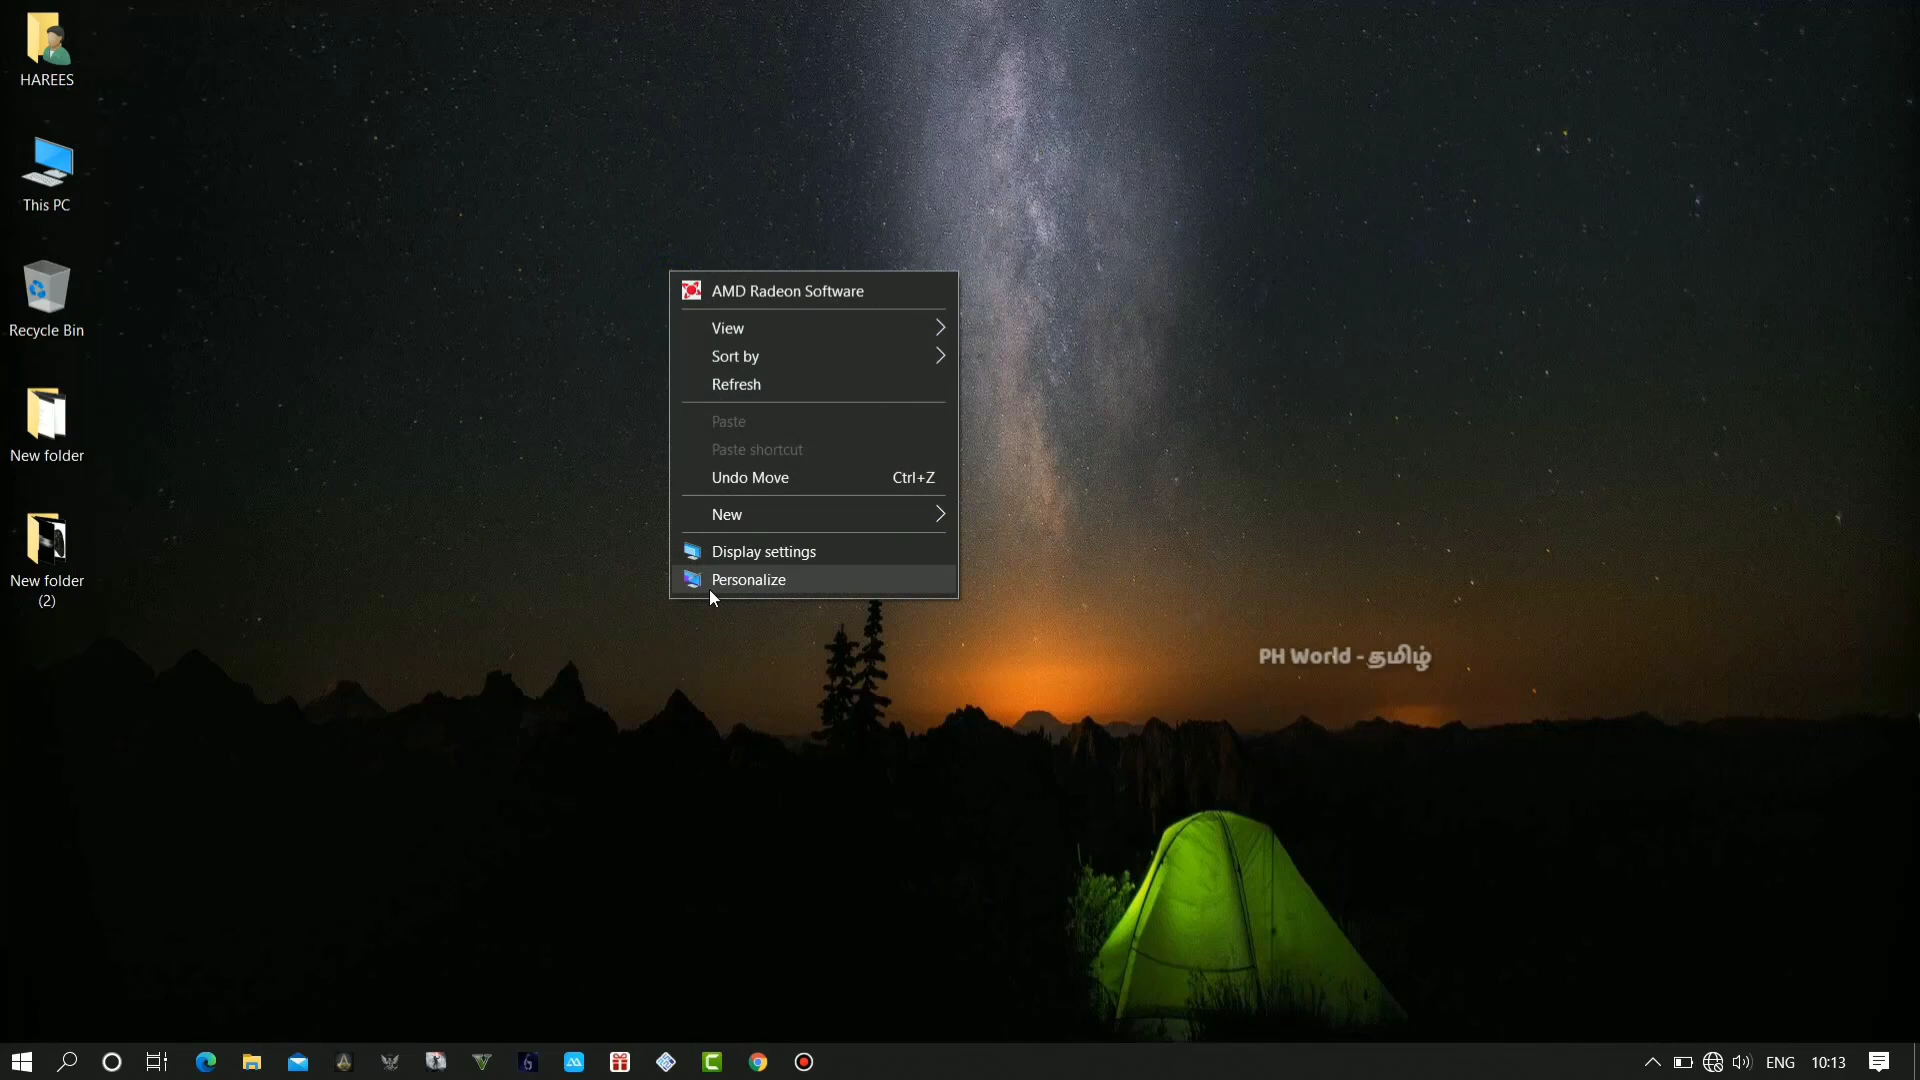 HAREES
This PC
Recycle Bin
New folder
New folder
(2)
AMD Radeon Software
View
Sort by
Refresh
Paste
Paste shortcut
Undo Move Ctrl+Z
New
Display settings
Personalize
PH World - தமிழ்
ENG 10:13